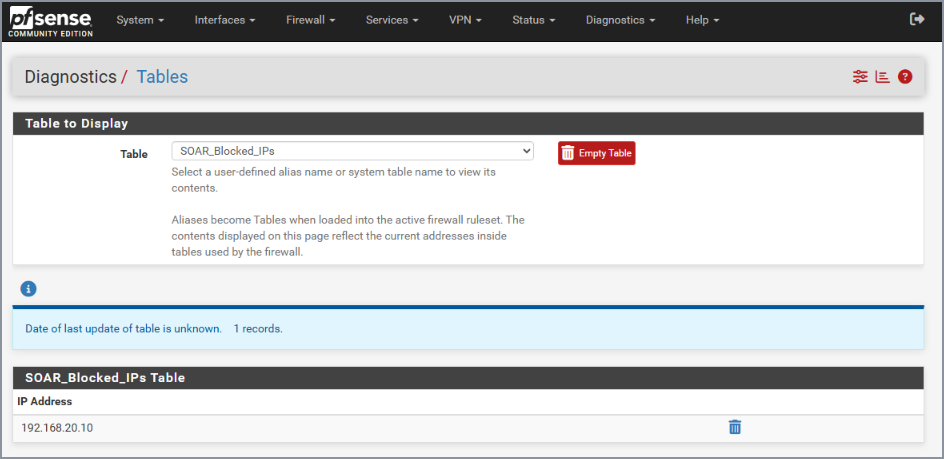 pfsense
COMMUNITY EDITION
System Interfaces Firewall Services VPN Status Diagnostics Help
Diagnostics / Tables
Table to Display
Table SOAR_Blocked_IPs Empty Table
Select a user-defined alias name or system table name to view its
contents.
Aliases become Tables when loaded into the active firewall ruleset. The
contents displayed on this page reflect the current addresses inside
tables used by the firewall.
Date of last update of table is unknown. 1 records.
SOAR_Blocked_IPs Table
IP Address
192.168.20.10